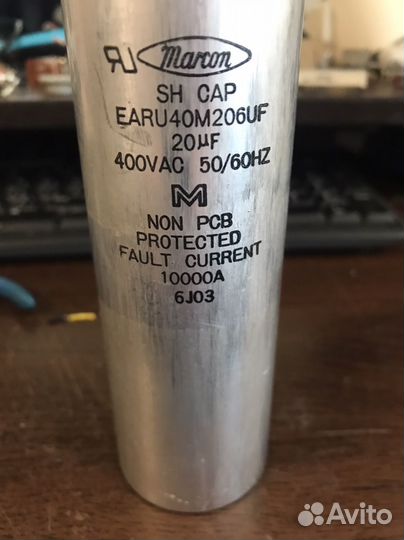 Marcon
SH CAP
EARU40M206UF
20µF
400VAC 50/60HZ
M
NON PCB
PROTECTED
FAULT CURRENT
10000A
6J03
Avito